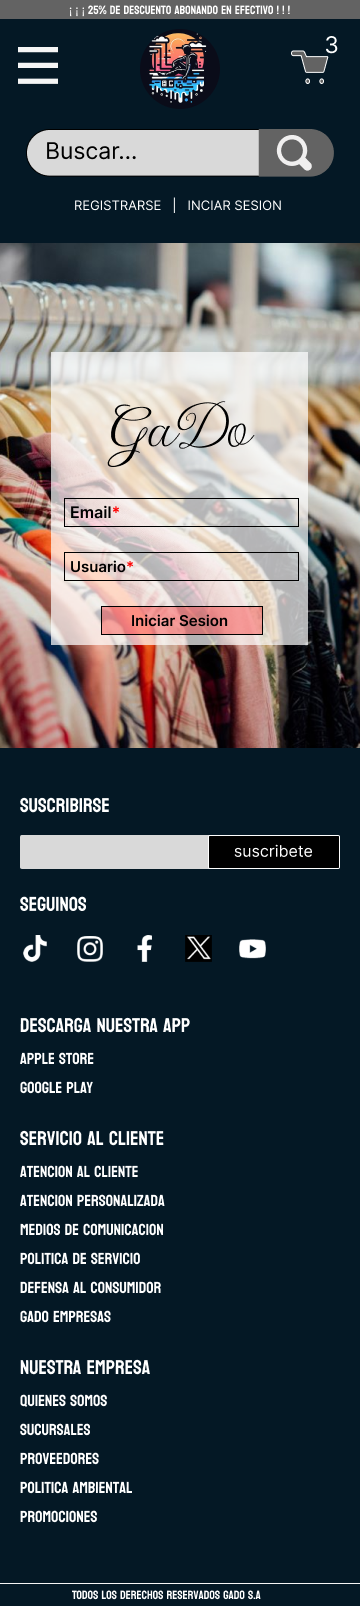 ¡ ¡ ¡ 25% DE DESCUENTO ABONANDO EN EFECTIVO ! ! !
3
Buscar...
REGISTRARSE | INCIAR SESION
GaDo
Email*
Usuario*
Iniciar Sesion
SUSCRIBIRSE
suscribete
SEGUINOS
DESCARGA NUESTRA APP
APPLE STORE
GOOGLE PLAY
SERVICIO AL CLIENTE
ATENCION AL CLIENTE
ATENCION PERSONALIZADA
MEDIOS DE COMUNICACION
POLITICA DE SERVICIO
DEFENSA AL CONSUMIDOR
GADO EMPRESAS
NUESTRA EMPRESA
QUIENES SOMOS
SUCURSALES
PROVEEDORES
POLITICA AMBIENTAL
PROMOCIONES
TODOS LOS DERECHOS RESERVADOS GADO S.A